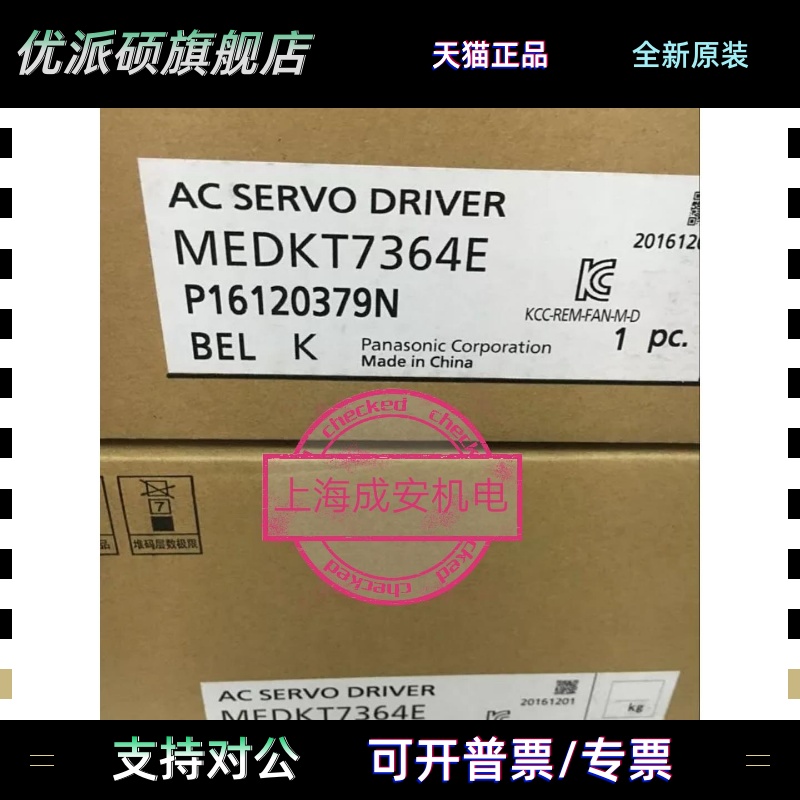 优派硕旗舰店
天猫正品
全新原装
AC SERVO DRIVER
MEDKT7364E
2016120
P16120379N
KCC-REM-FAN-M-D
BEL K
Panasonic Corporation
Made in China
1 pc.
checked checked
上海成安机电
checked checked
7
品
堆码层数极限
AC SERVO DRIVER
20161201
kg
MEDKT7364E
支持对公
可开普票/专票